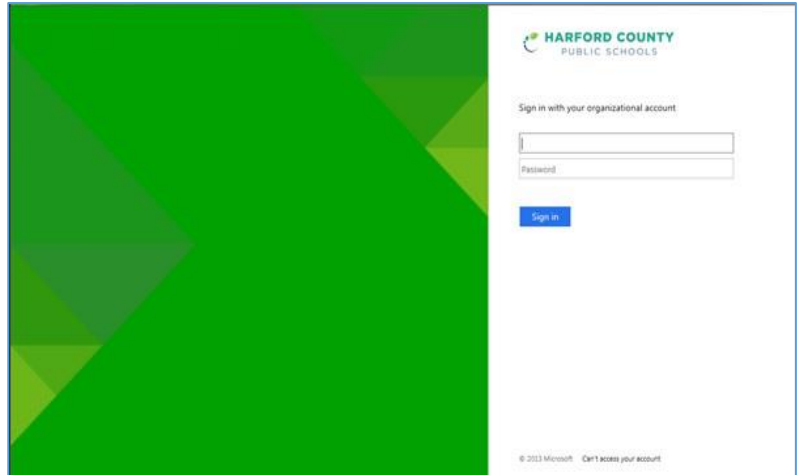 HARFORD COUNTY
PUBLIC SCHOOLS
Sign in with your organizational account
Password
Sign in
© 2013 Microsoft Can't access your account